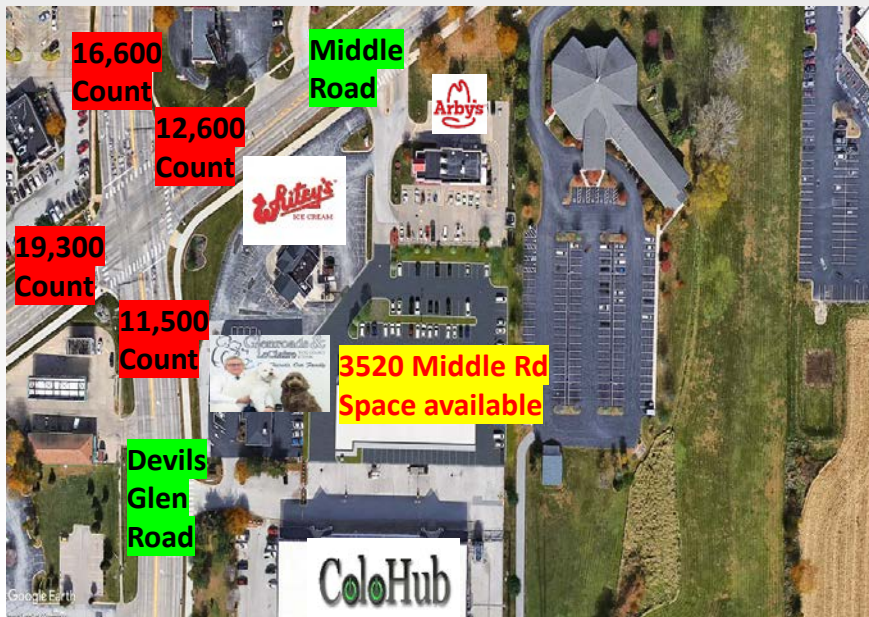 16,600
Count
Middle
Road
Arby's
12,600
Count
Whitey's
ICE CREAM
19,300
Count
11,500
Count
Glenroads &
LeClaire
3520 Middle Rd
Space available
Devils
Glen
Road
ColoHub
Google Earth